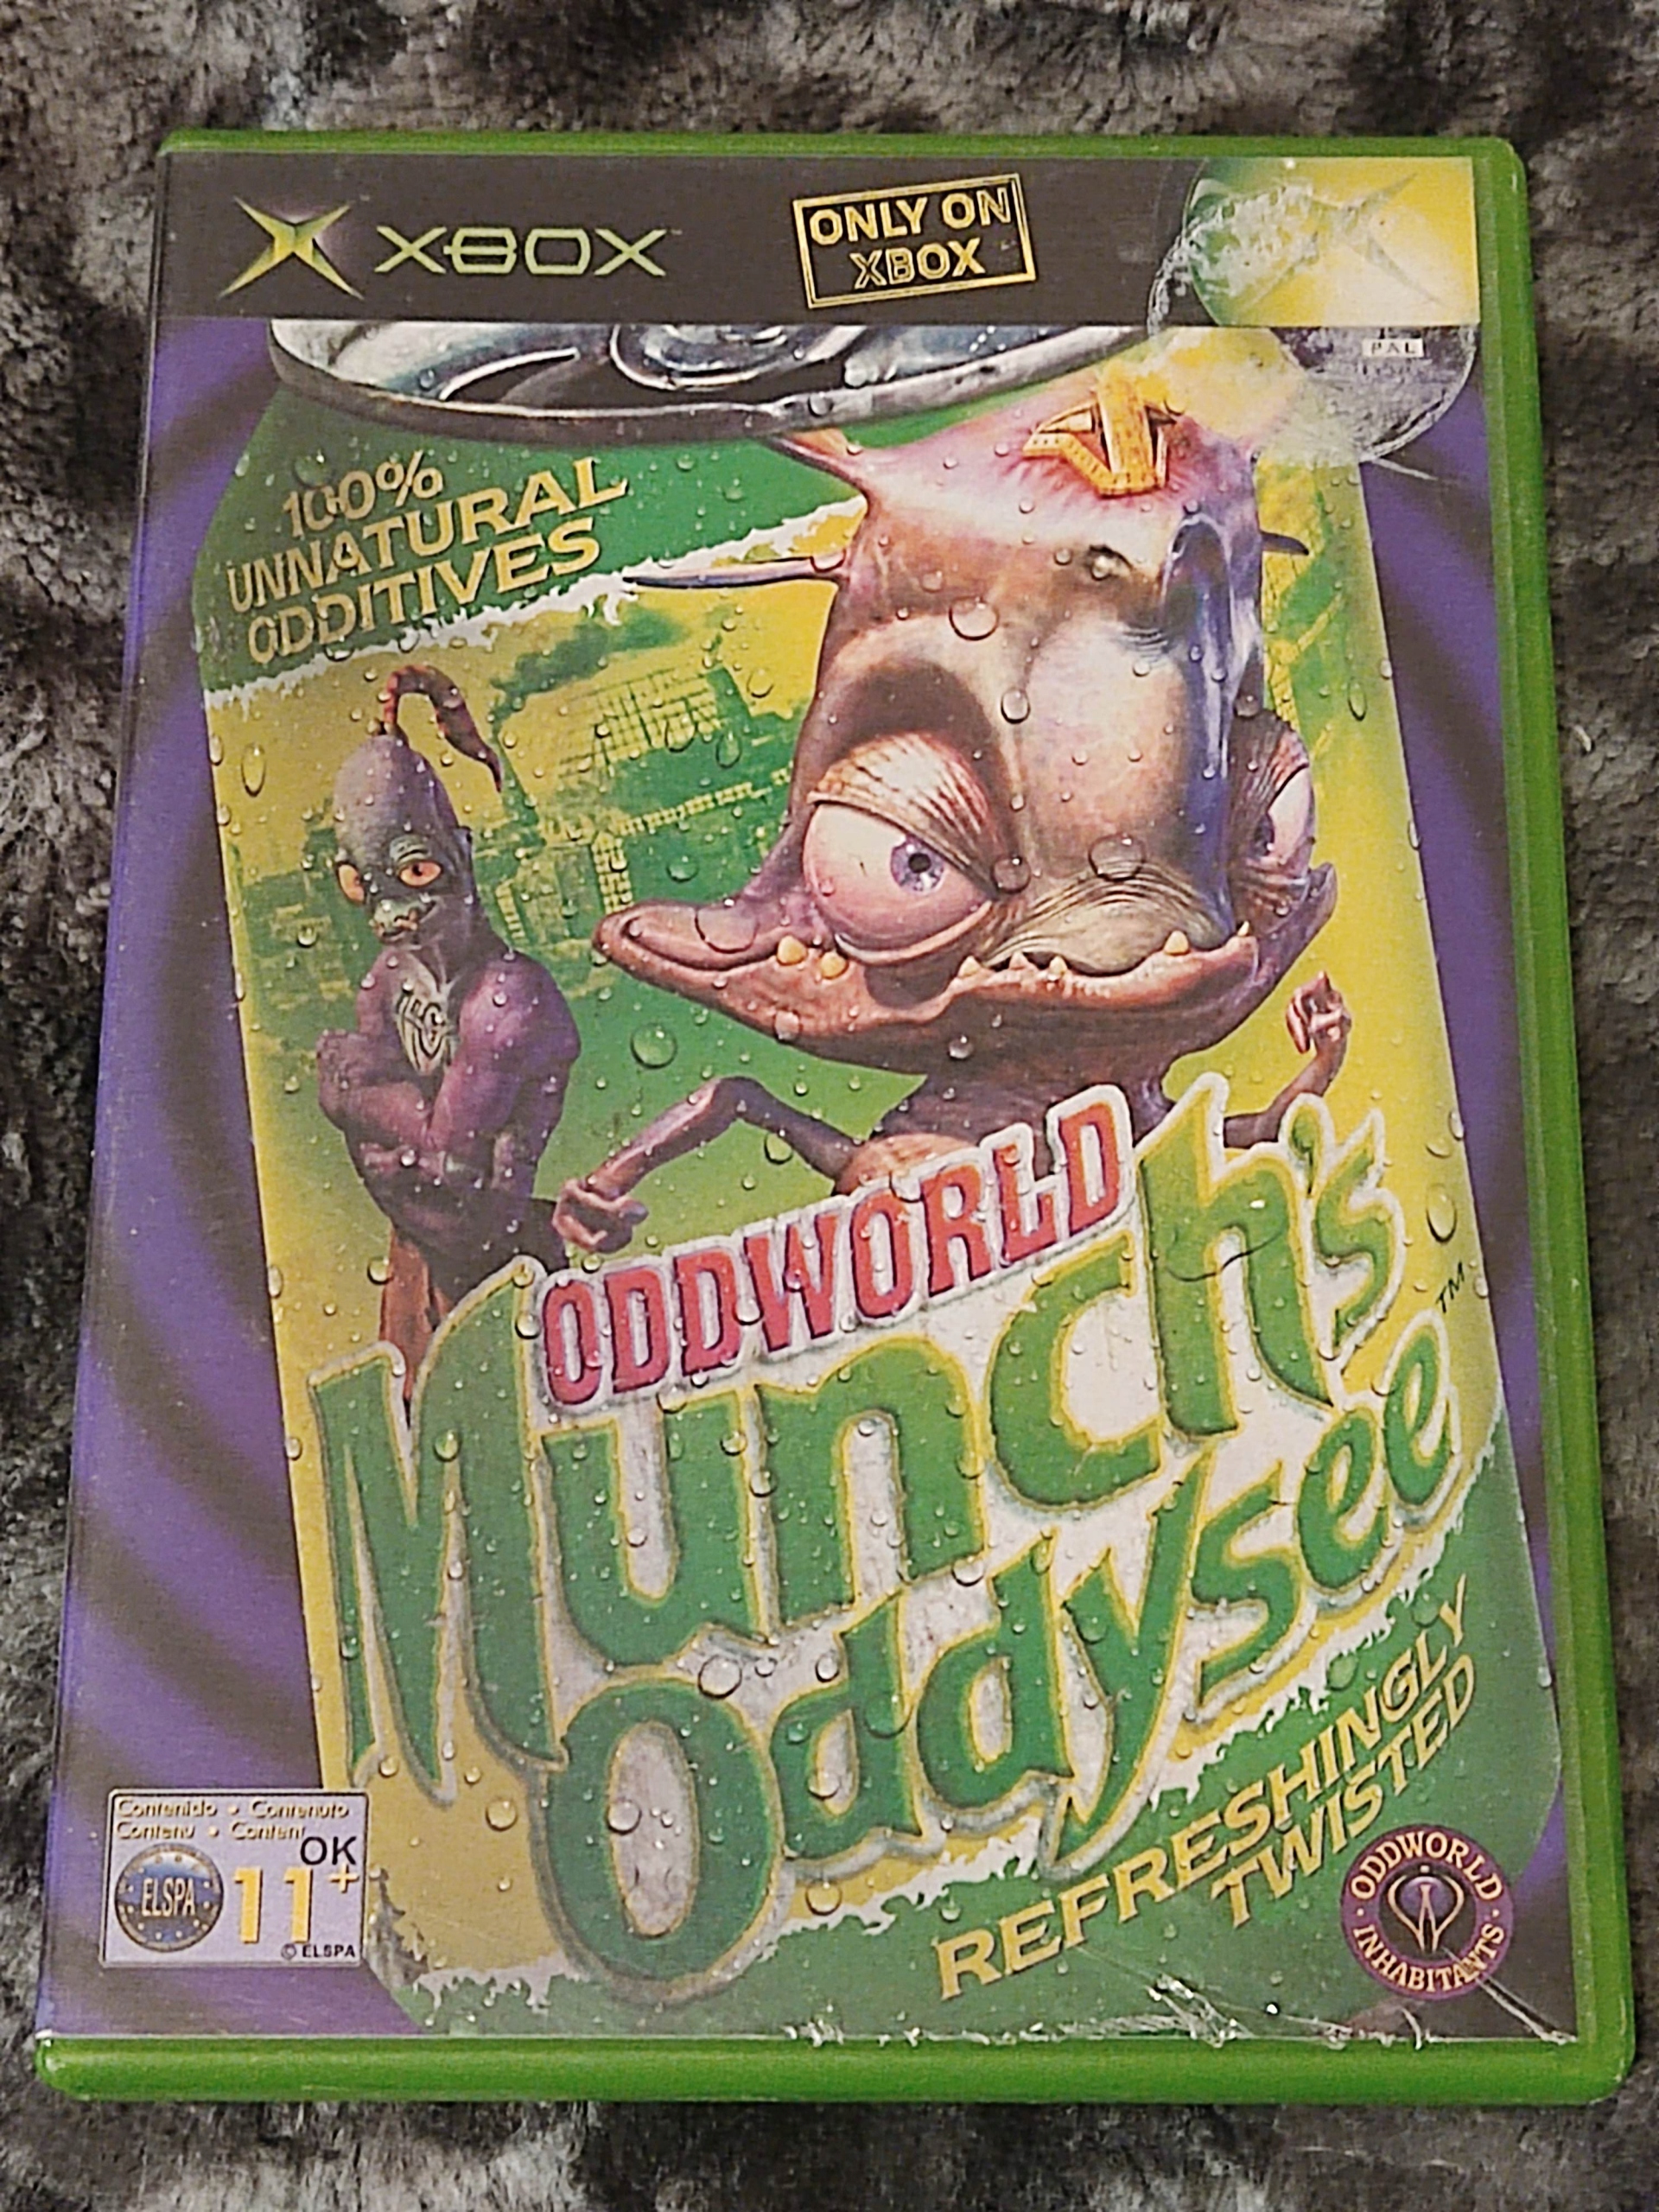 XBOX
ONLY ON
XBOX
PAL
100%
UNNATURAL
ODDITIVES
ODDWORLD
Munch's
Oddysee
TM
REFRESHINGLY
TWISTED
Contenido • Contenuto
Contenu • Content
OK
ELSPA
11+
© ELSPA
ODDWORLD INHABITANTS